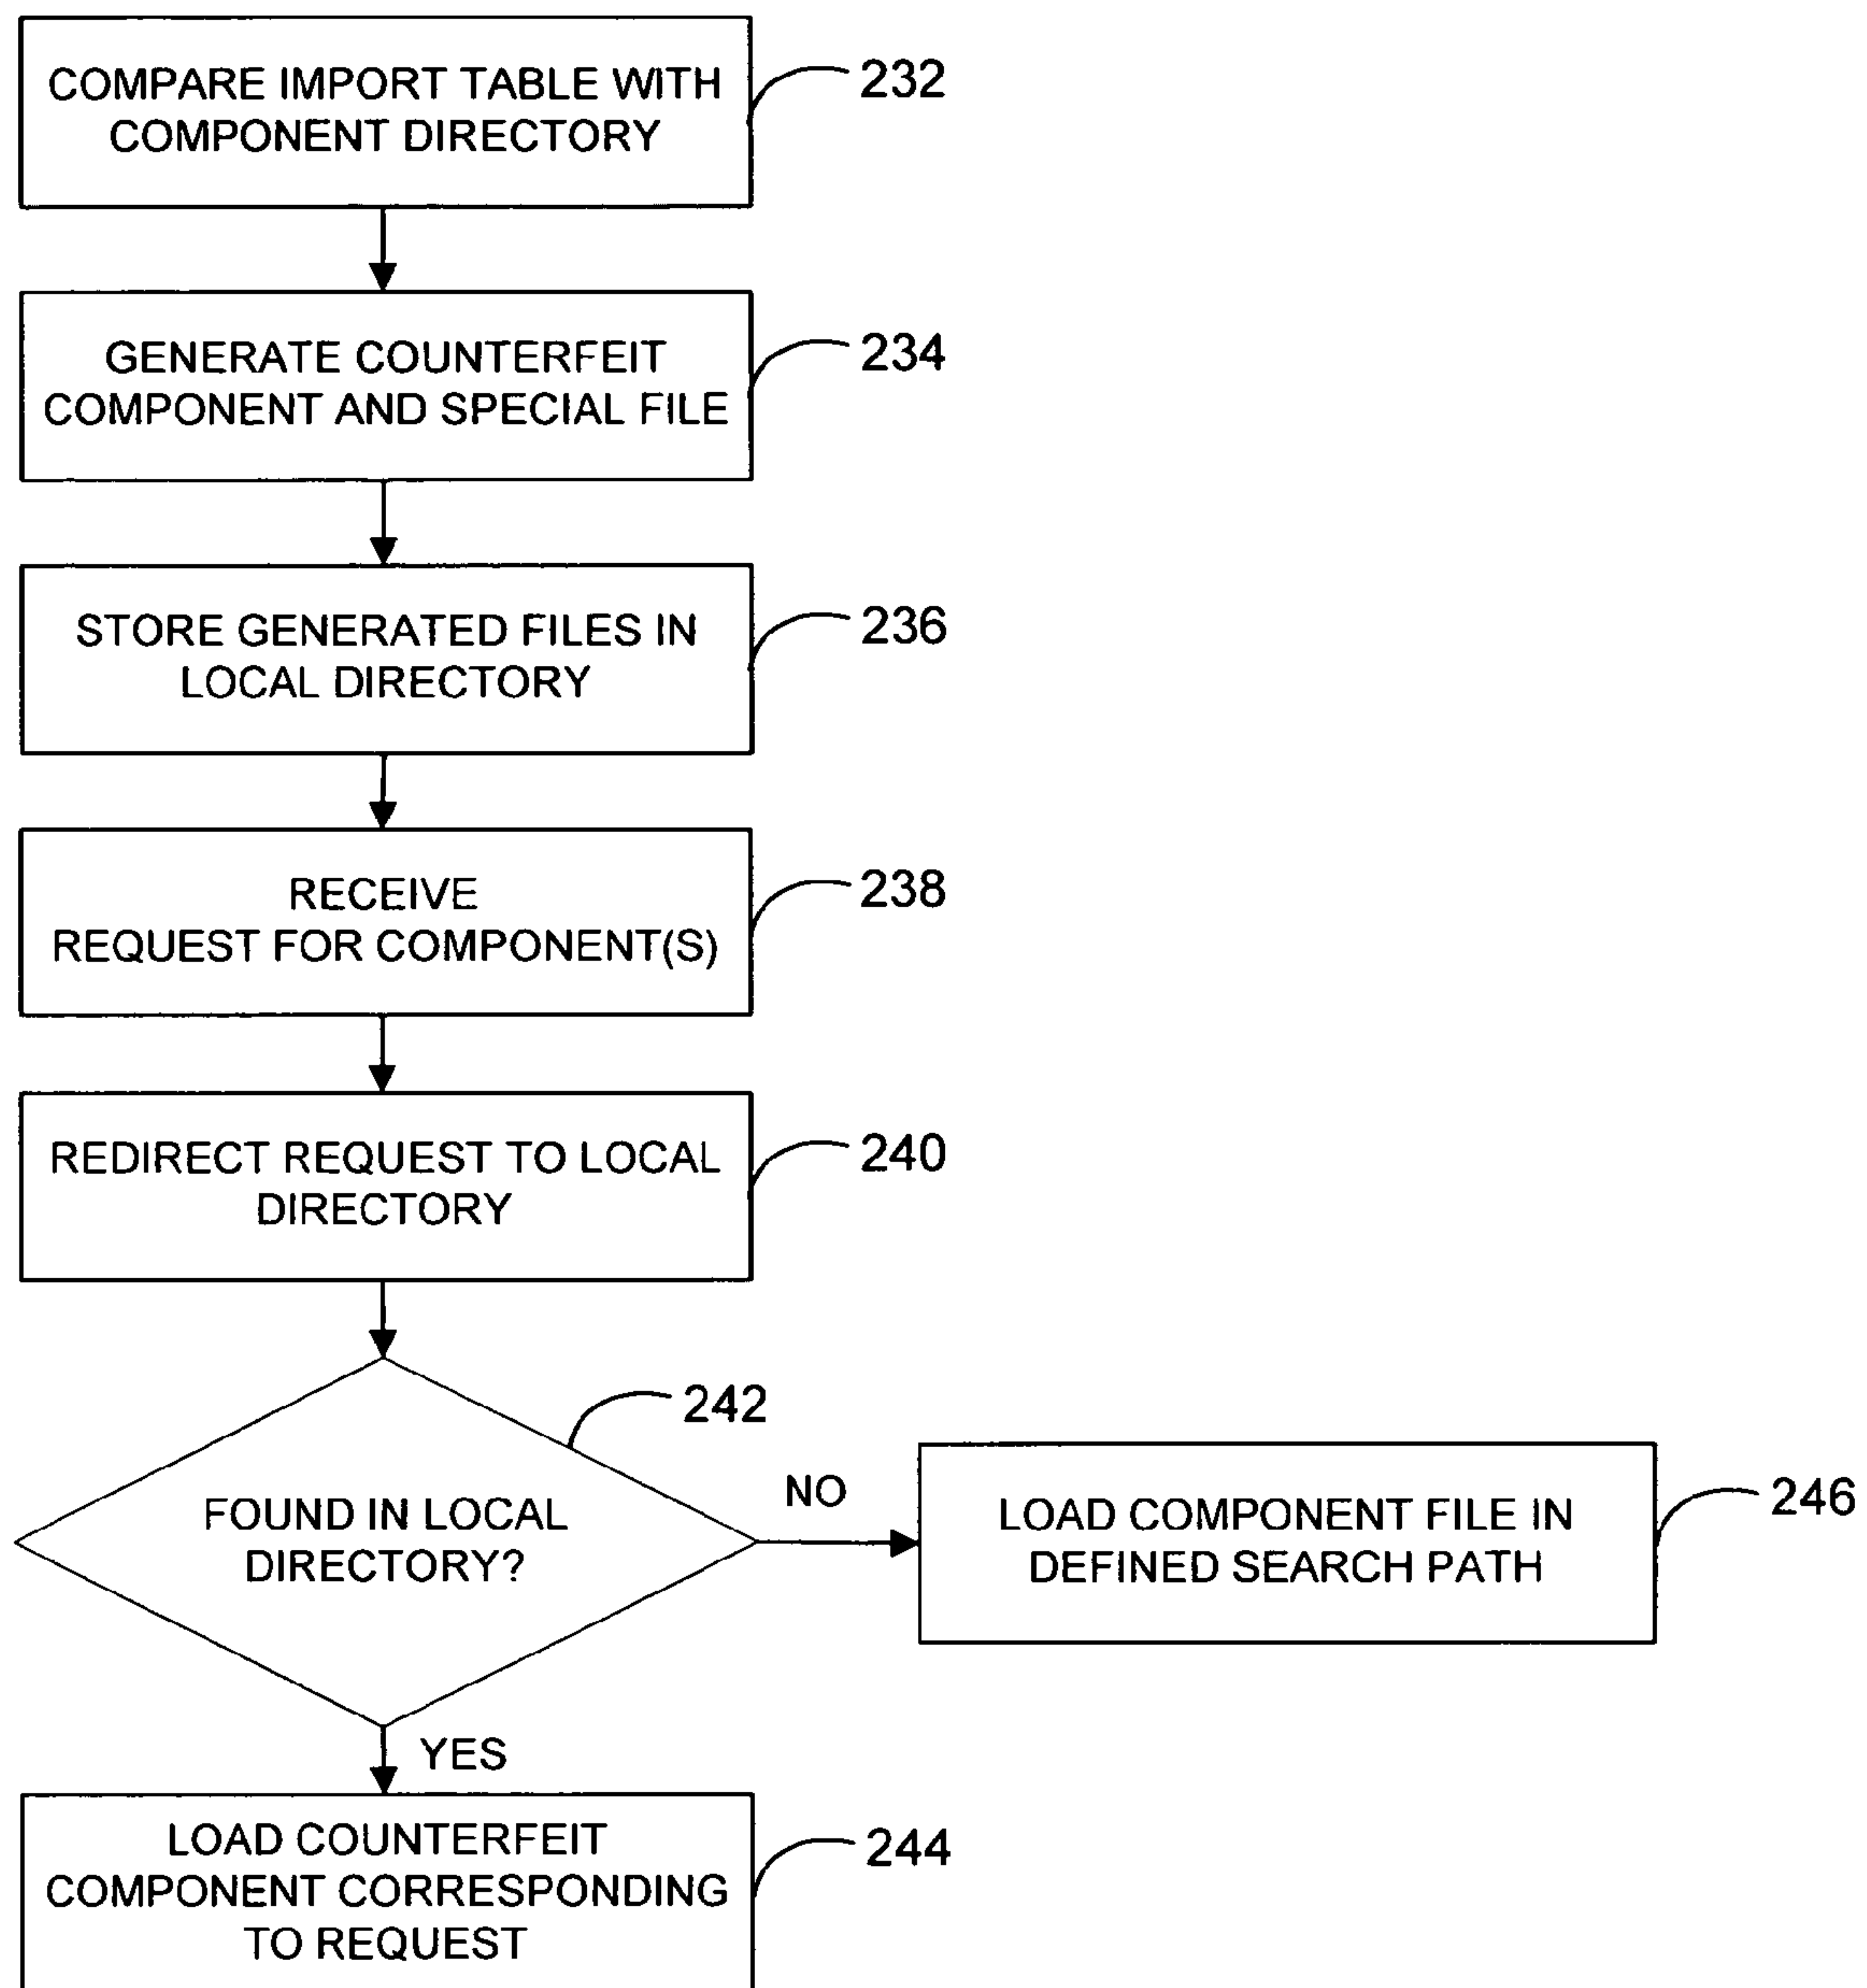 COMPARE IMPORT TABLE WITH
COMPONENT DIRECTORY
232
GENERATE COUNTERFEIT
COMPONENT AND SPECIAL FILE
234
STORE GENERATED FILES IN
LOCAL DIRECTORY
236
RECEIVE
REQUEST FOR COMPONENT(S)
238
REDIRECT REQUEST TO LOCAL
DIRECTORY
240
FOUND IN LOCAL
DIRECTORY?
242
NO
LOAD COMPONENT FILE IN
DEFINED SEARCH PATH
246
YES
LOAD COUNTERFEIT
COMPONENT CORRESPONDING
TO REQUEST
244